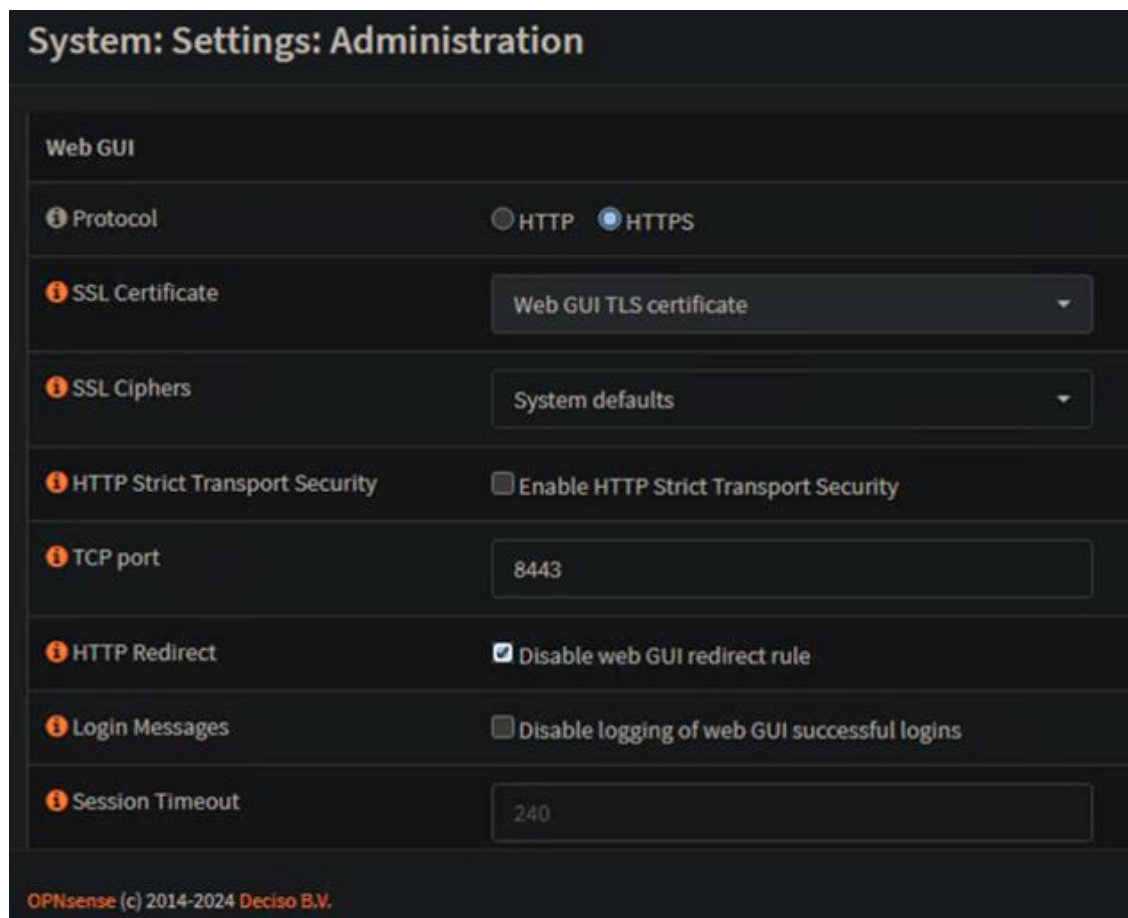 System: Settings: Administration
Web GUI
Protocol HTTP HTTPS
SSL Certificate Web GUI TLS certificate
SSL Ciphers System defaults
HTTP Strict Transport Security Enable HTTP Strict Transport Security
TCP port 8443
HTTP Redirect Disable web GUI redirect rule
Login Messages Disable logging of web GUI successful logins
Session Timeout 240
OPNsense (c) 2014-2024 Deciso B.V.